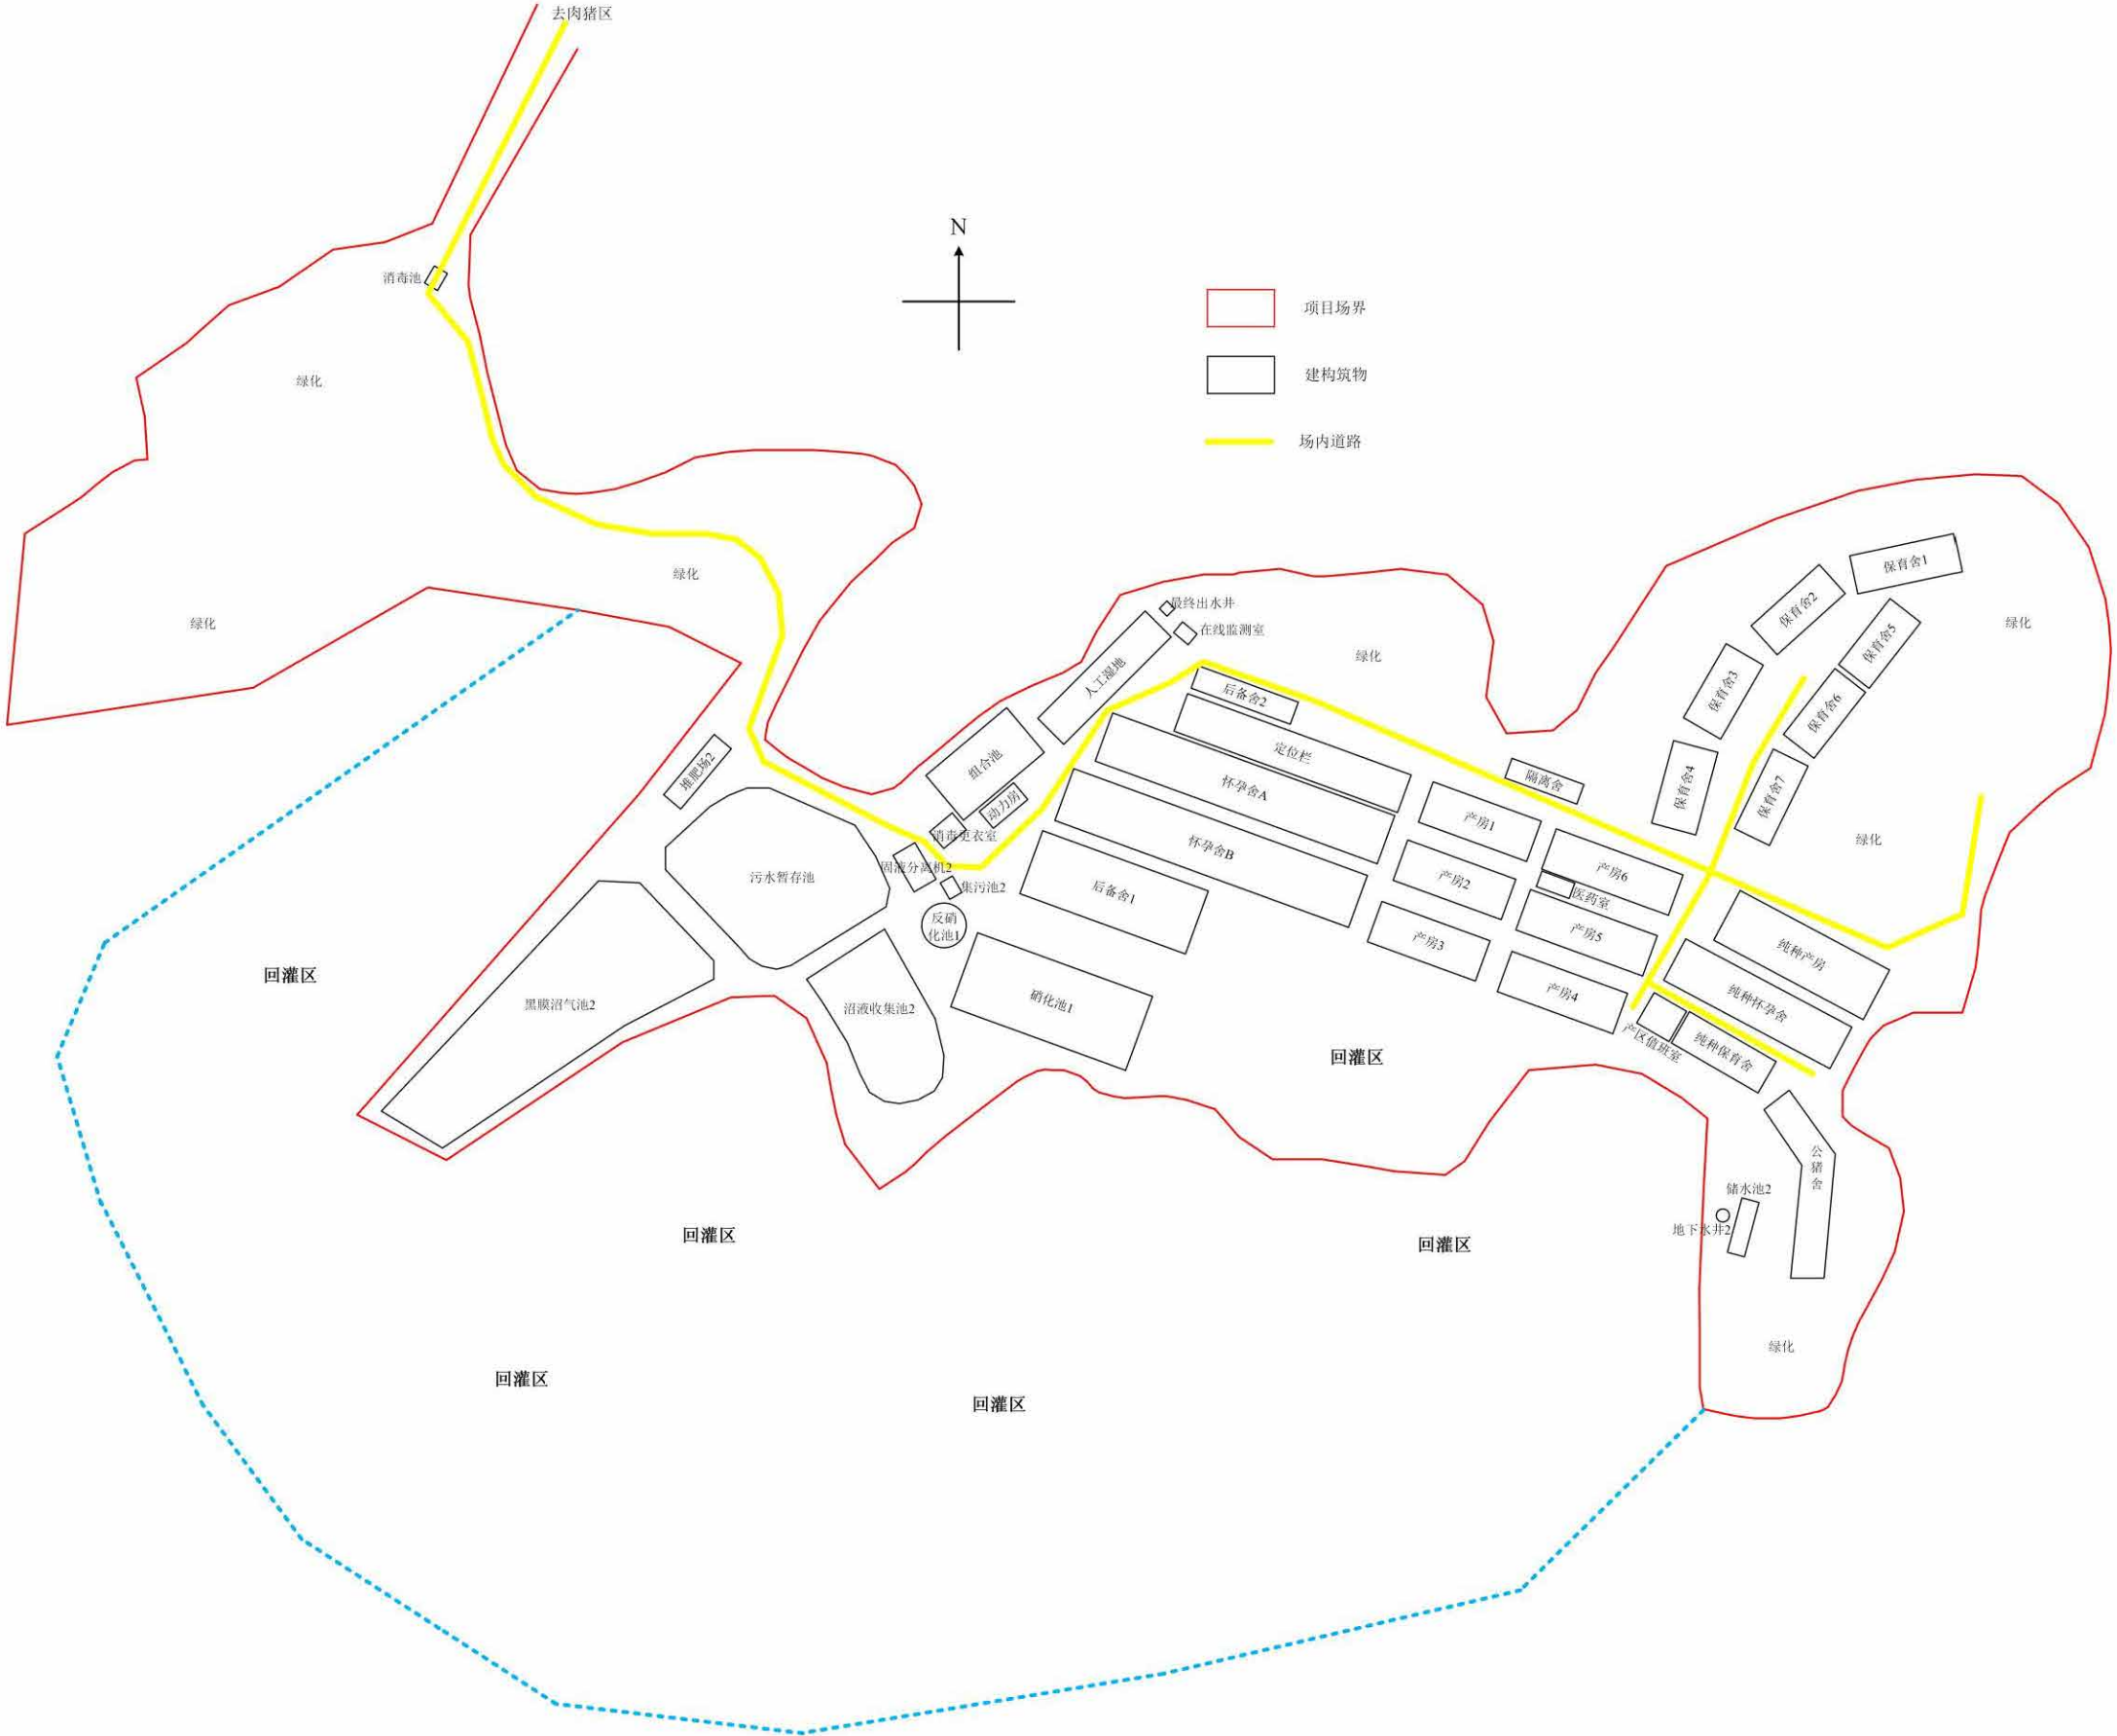 去肉猪区
N
消毒池
项目场界
建构筑物
场内道路
绿化
绿化
绿化
最终出水井
在线监测室
绿化
绿化
保育舍1
保育舍2
保育舍5
保育舍3
保育舍6
保育舍4
保育舍7
绿化
人工湿地
后备舍2
定位栏
隔离舍
组合池
动力房
怀孕舍A
怀孕舍B
堆肥场2
消毒更衣室
固液分离机2
集污池2
污水暂存池
反硝
化池1
后备舍1
产房1
产房2
产房3
产房6
医药室
产房5
产房4
纯种产房
纯种怀孕舍
产区值班室
纯种保育舍
回灌区
黑膜沼气池2
沼液收集池2
硝化池1
回灌区
公
猪
舍
储水池2
地下水井2
回灌区
回灌区
绿化
回灌区
回灌区